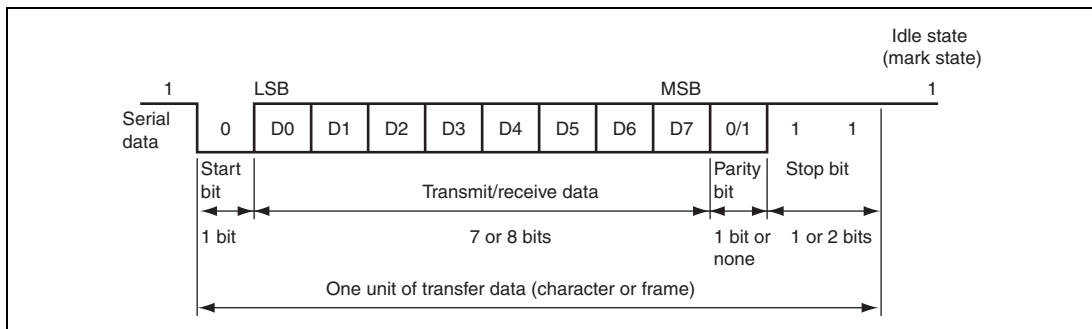 Idle state
(mark state)
1 LSB MSB 1
Serial
data
0 D0 D1 D2 D3 D4 D5 D6 D7 0/1 1 1
Start
bit
Transmit/receive data
Parity
bit
Stop bit
1 bit
7 or 8 bits
1 bit or
none
1 or 2 bits
One unit of transfer data (character or frame)